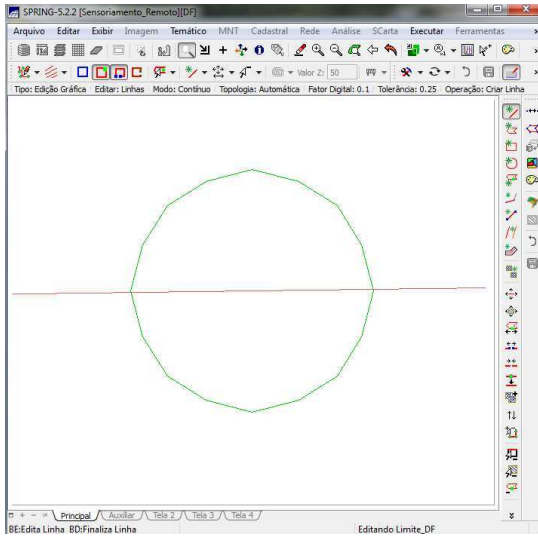 SPRING-5.2.2 [Sensoriamento_Remoto][DF]
Arquivo Editar Exibir Imagem Temático MNT Cadastral Rede Análise SCarta Executar Ferramentas
Valor Z: 50
Tipo: Edição Gráfica Editar: Linhas Modo: Contínuo Topologia: Automática Fator Digital: 0.1 Tolerância: 0.25 Operação: Criar Linha
Principal Auxiliar Tela 2 Tela 3 Tela 4
BE:Edita Linha BD:Finaliza Linha Editando Limite_DF